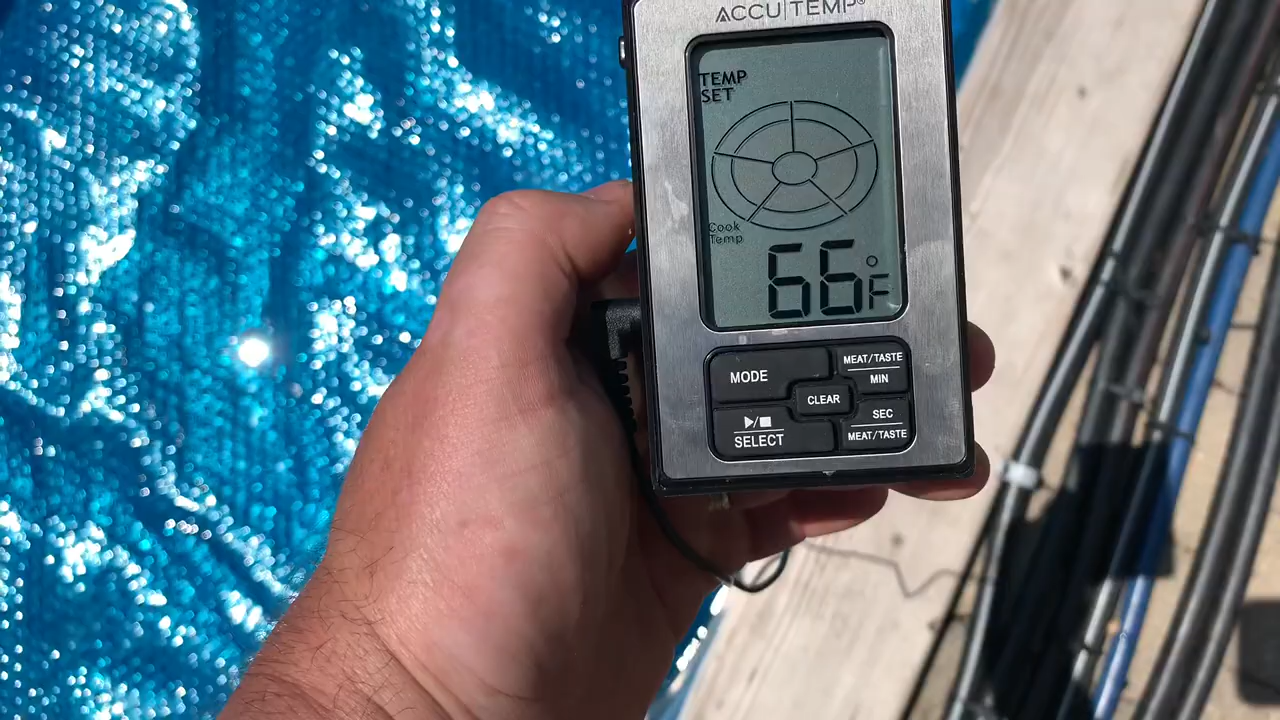 ACCU|TEMP®
TEMP
SET
Cook
Temp
66°F
MODE
MEAT/TASTE
MIN
CLEAR
▶/■
SELECT
SEC
MEAT/TASTE